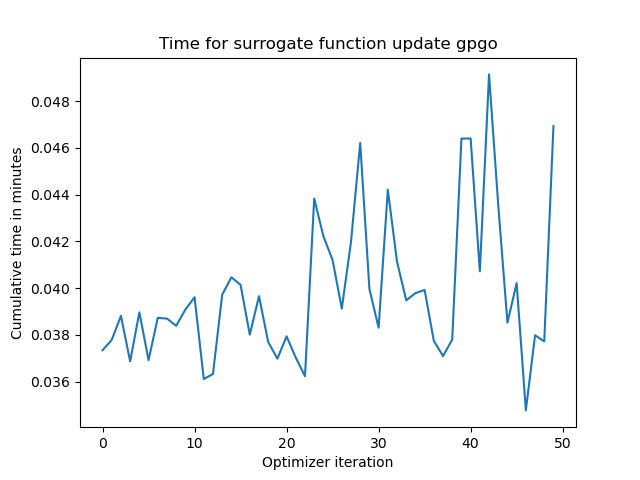 Time for surrogate function update gpgo
Cumulative time in minutes
0.048
0.046
0.044
0.042
0.040
0.038
0.036
0 10 20 30 40 50
Optimizer iteration